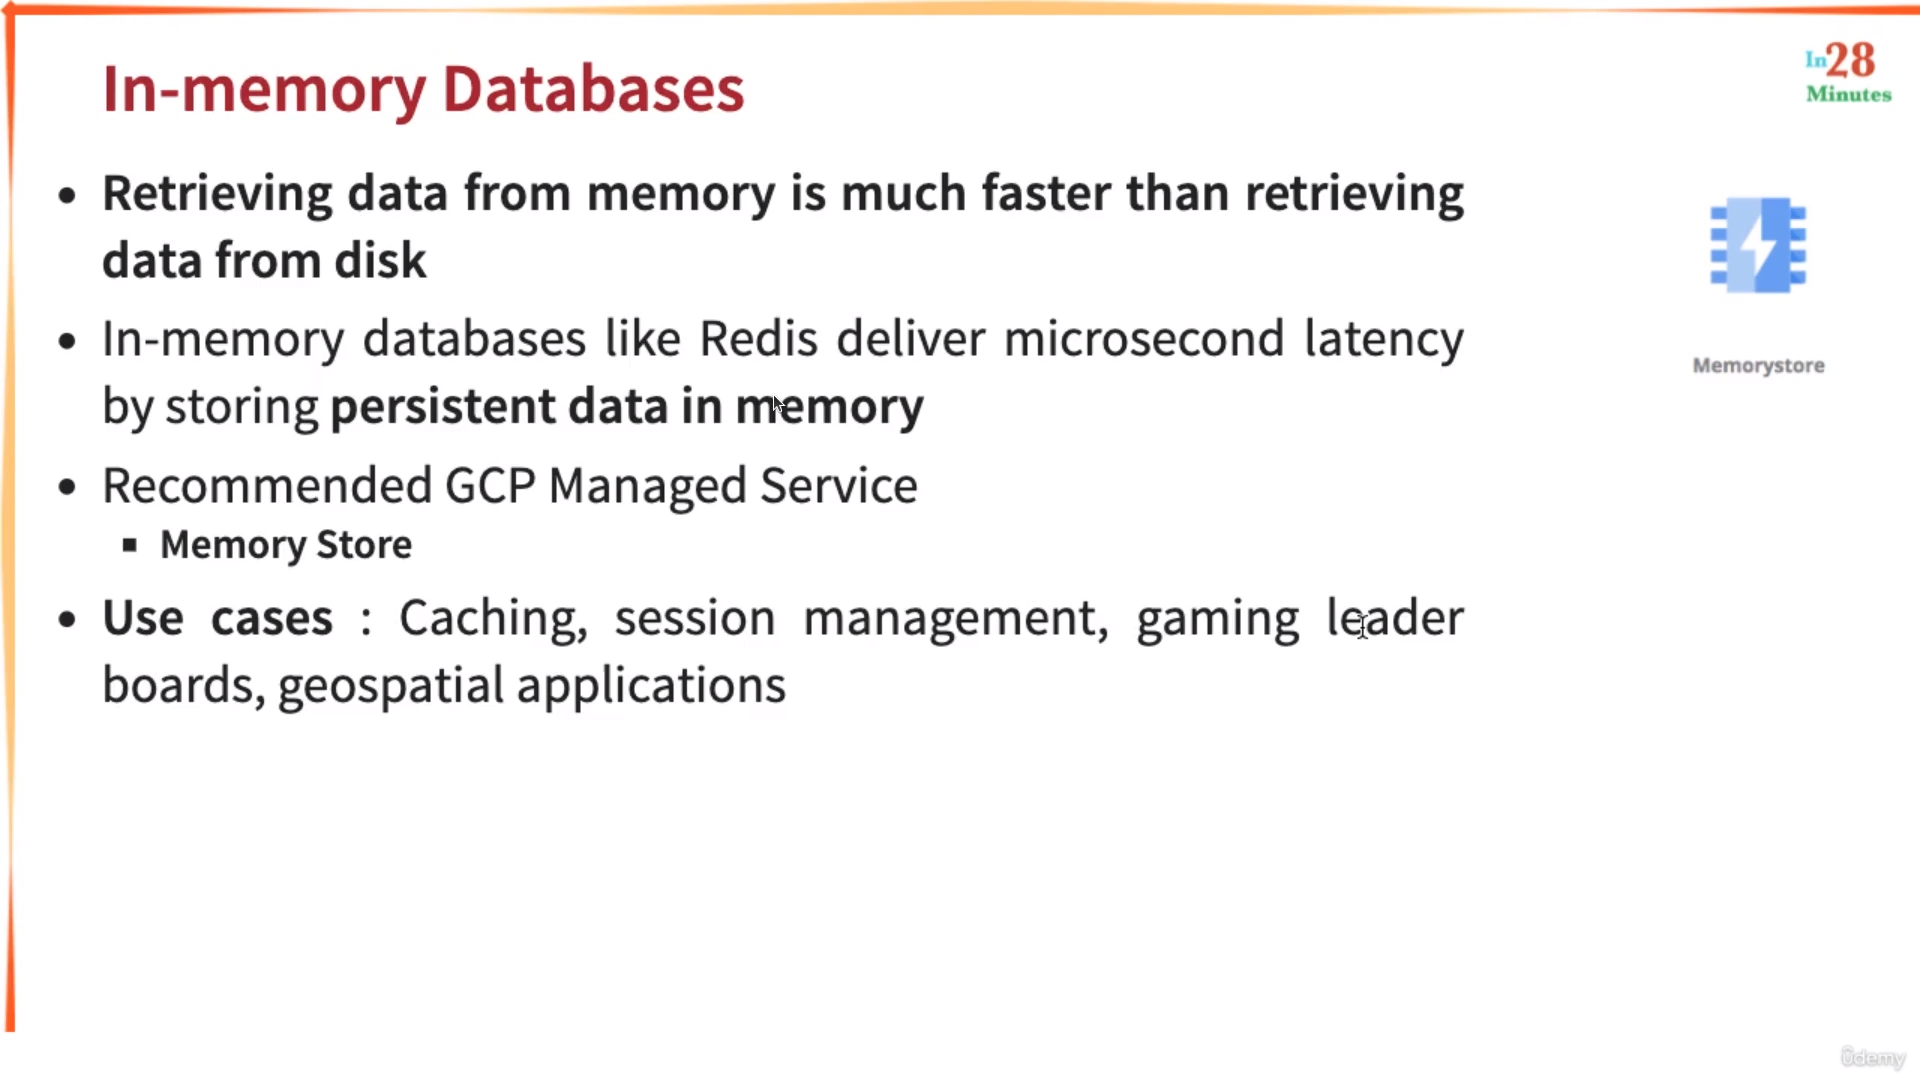 In-memory Databases
In28
Minutes
• Retrieving data from memory is much faster than retrieving
data from disk
• In-memory databases like Redis deliver microsecond latency
by storing persistent data in memory
Memorystore
• Recommended GCP Managed Service
▪ Memory Store
• Use cases : Caching, session management, gaming leader
boards, geospatial applications
ûdemy